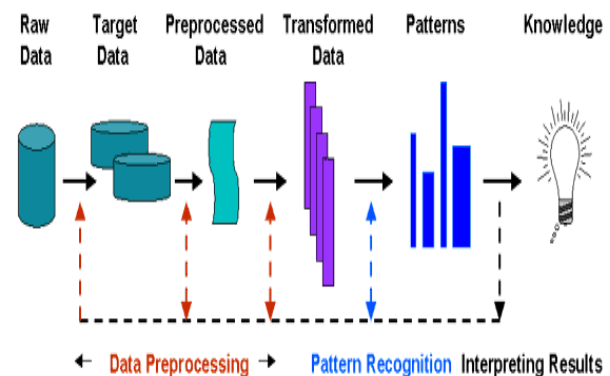 Raw Data
Target Data
Preprocessed Data
Transformed Data
Patterns
Knowledge
Data Preprocessing
Pattern Recognition
Interpreting Results